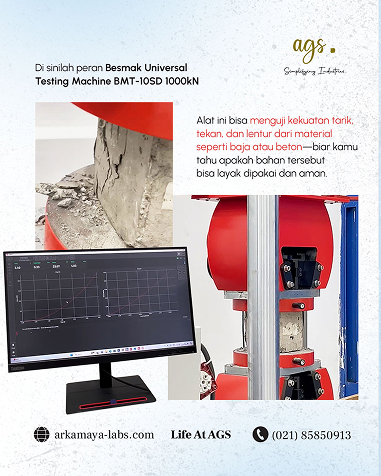 ags.
Simplifying Industries.
Di sinilah peran Besmak Universal
Testing Machine BMT-10SD 1000kN
Alat ini bisa menguji kekuatan tarik,
tekan, dan lentur dari material
seperti baja atau beton—biar kamu
tahu apakah bahan tersebut
bisa layak dipakai dan aman.
arkamaya-labs.com
Life At AGS
(021) 85850913